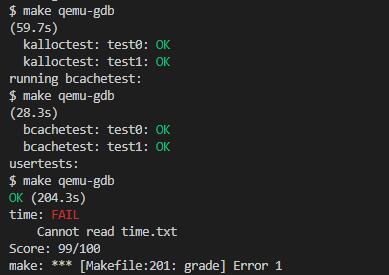 $ make qemu-gdb
(59.7s)
  kalloctest: test0: OK
  kalloctest: test1: OK
running bcachetest:
$ make qemu-gdb
(28.3s)
  bcachetest: test0: OK
  bcachetest: test1: OK
usertests:
$ make qemu-gdb
OK (204.3s)
time: FAIL
    Cannot read time.txt
Score: 99/100
make: *** [Makefile:201: grade] Error 1